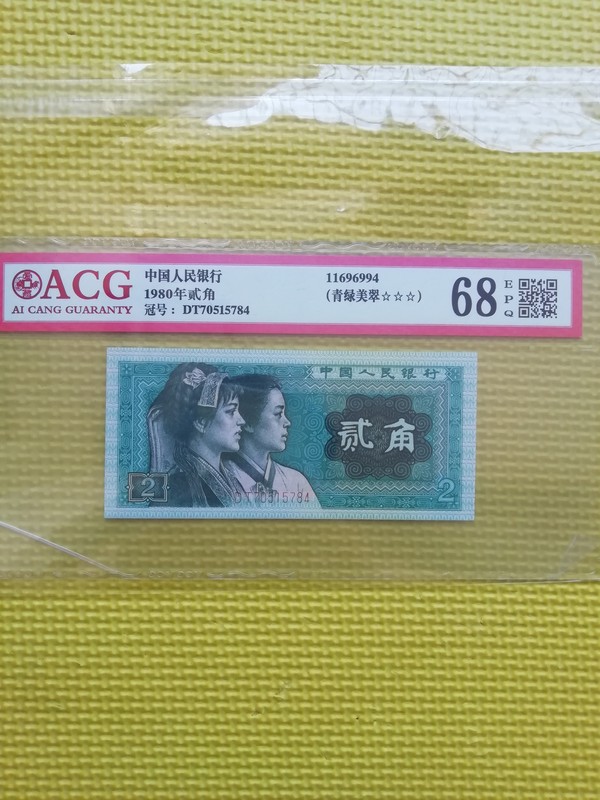 ACG
AI CANG GUARANTY
中国人民银行
1980年贰角
冠号: DT70515784
11696994
(青绿美翠☆☆☆)
68
EPQ
中国人民银行
贰角
2
DT70515784
2